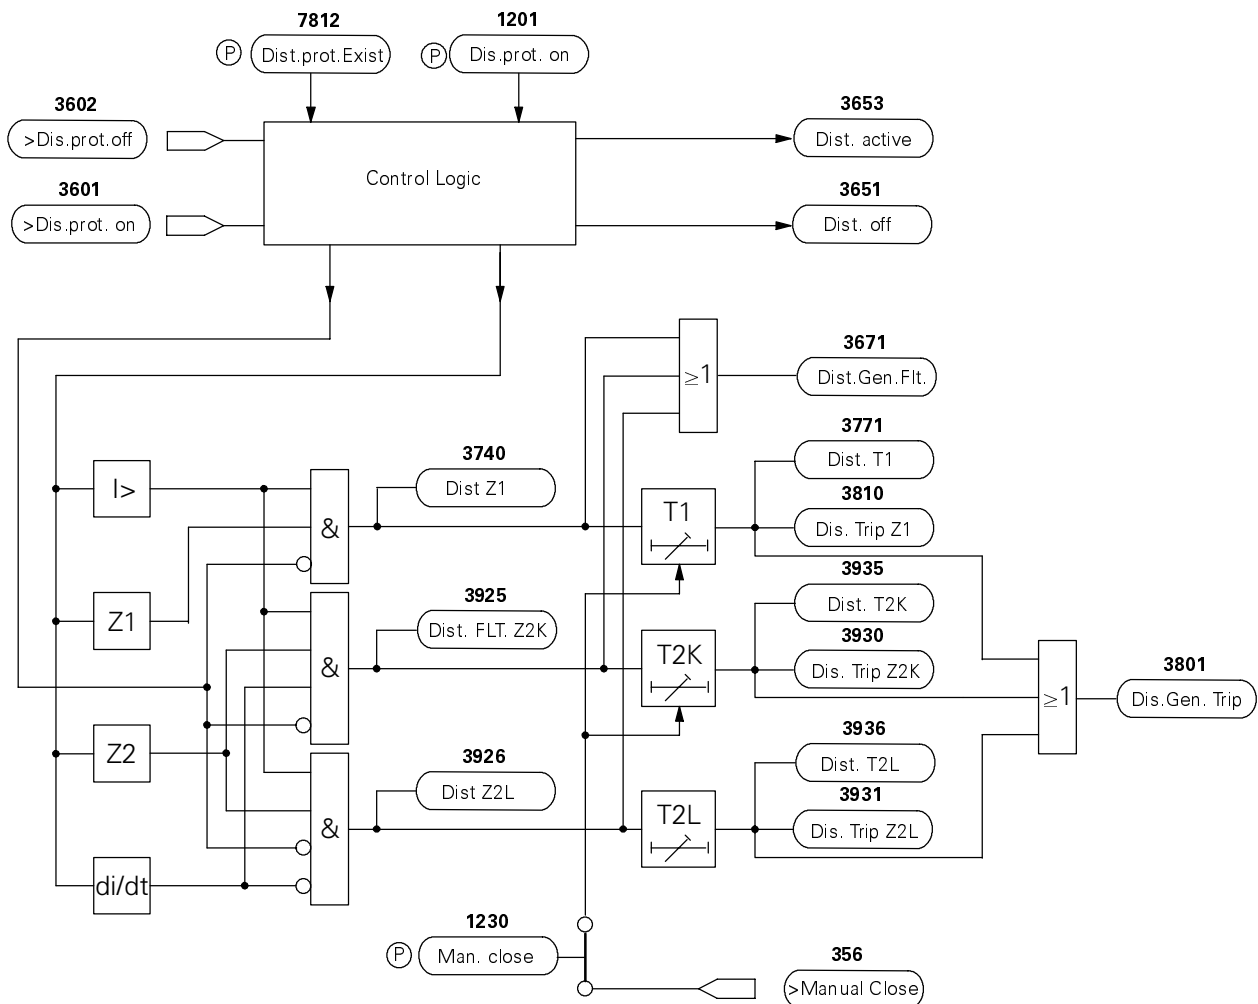 7812
P
Dist.prot.Exist
1201
P
Dis.prot. on
3602
>Dis.prot.off
3601
>Dis.prot. on
Control Logic
3653
Dist. active
3651
Dist. off
≥1
3671
Dist.Gen.Flt.
3771
Dist. T1
I>
3740
Dist Z1
&
T1
3810
Dis. Trip Z1
Z1
3925
Dist. FLT. Z2K
&
T2K
3935
Dist. T2K
3930
Dis. Trip Z2K
≥1
3801
Dis.Gen. Trip
Z2
3926
Dist Z2L
&
T2L
3936
Dist. T2L
3931
Dis. Trip Z2L
di/dt
1230
P
Man. close
356
>Manual Close